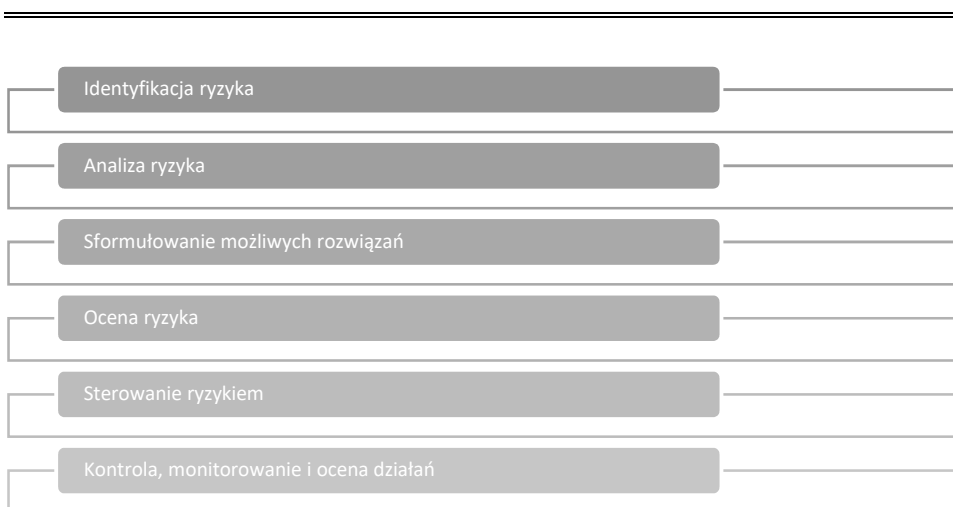 Identyfikacja ryzyka
Analiza ryzyka
Sformułowanie możliwych rozwiązań
Ocena ryzyka
Sterowanie ryzykiem
Kontrola, monitorowanie i ocena działań